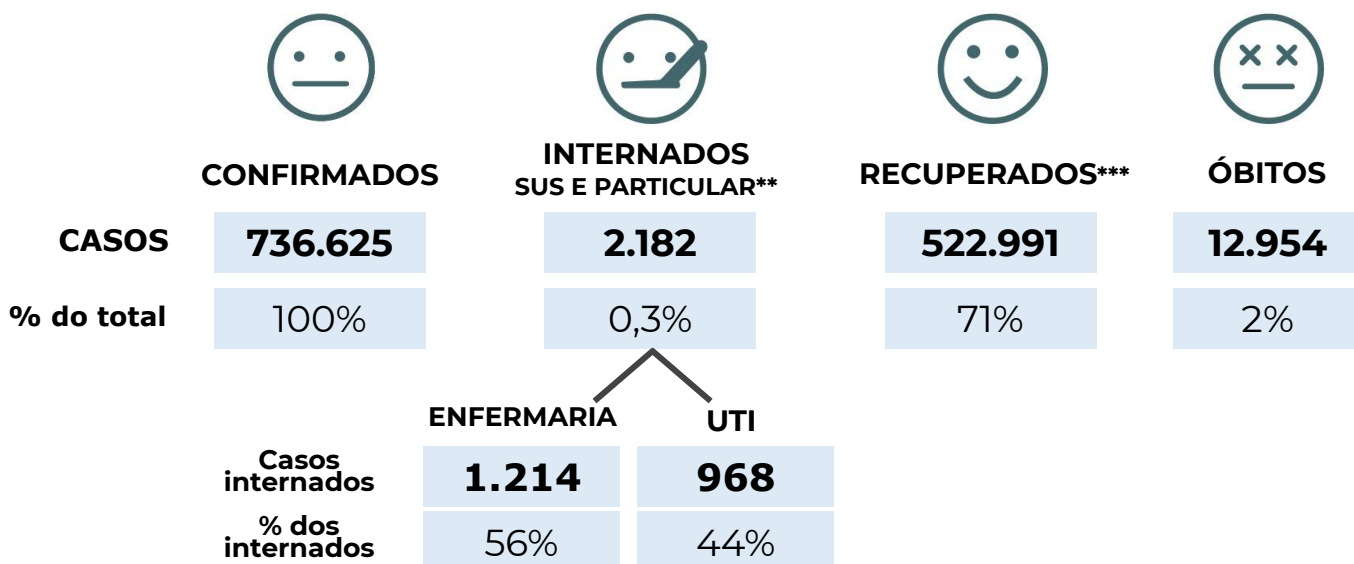 CONFIRMADOS
INTERNADOS
SUS E PARTICULAR**
RECUPERADOS***
ÓBITOS
CASOS
736.625
2.182
522.991
12.954
% do total
100%
0,3%
71%
2%
ENFERMARIA
UTI
Casos
internados
1.214
968
% dos
internados
56%
44%